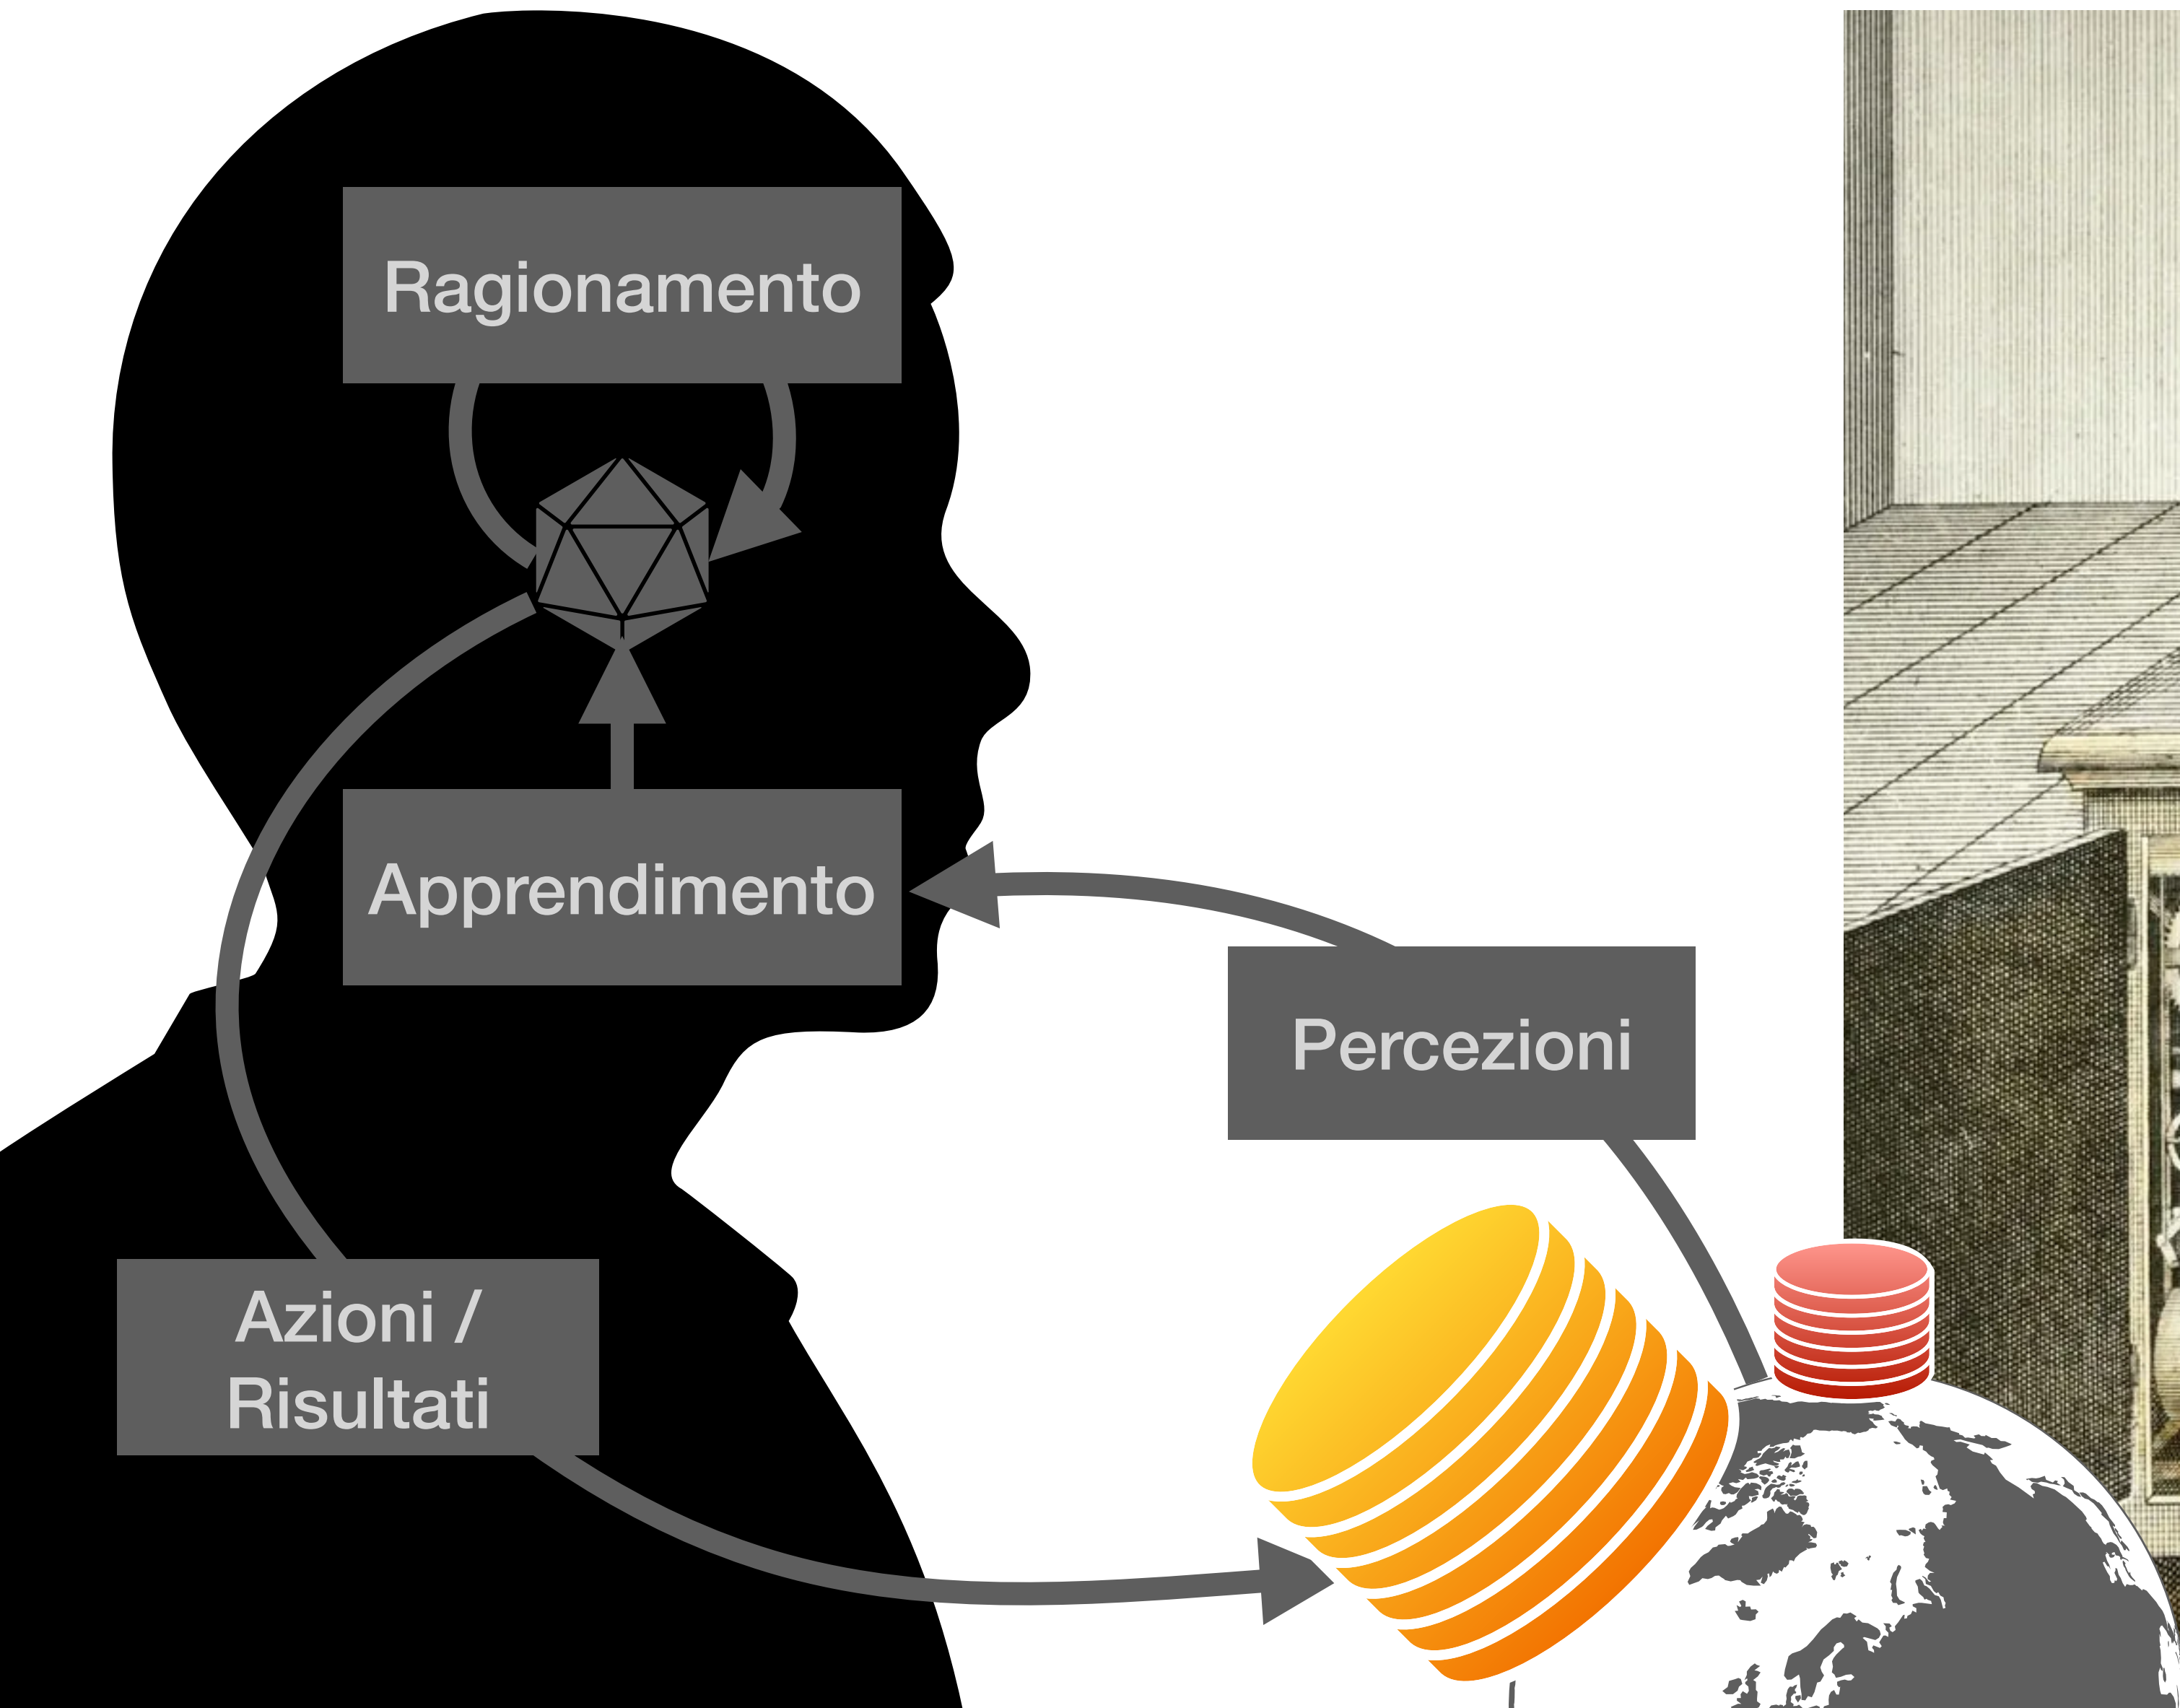 Ragionamento
Apprendimento
Percezioni
Azioni /
Risultati